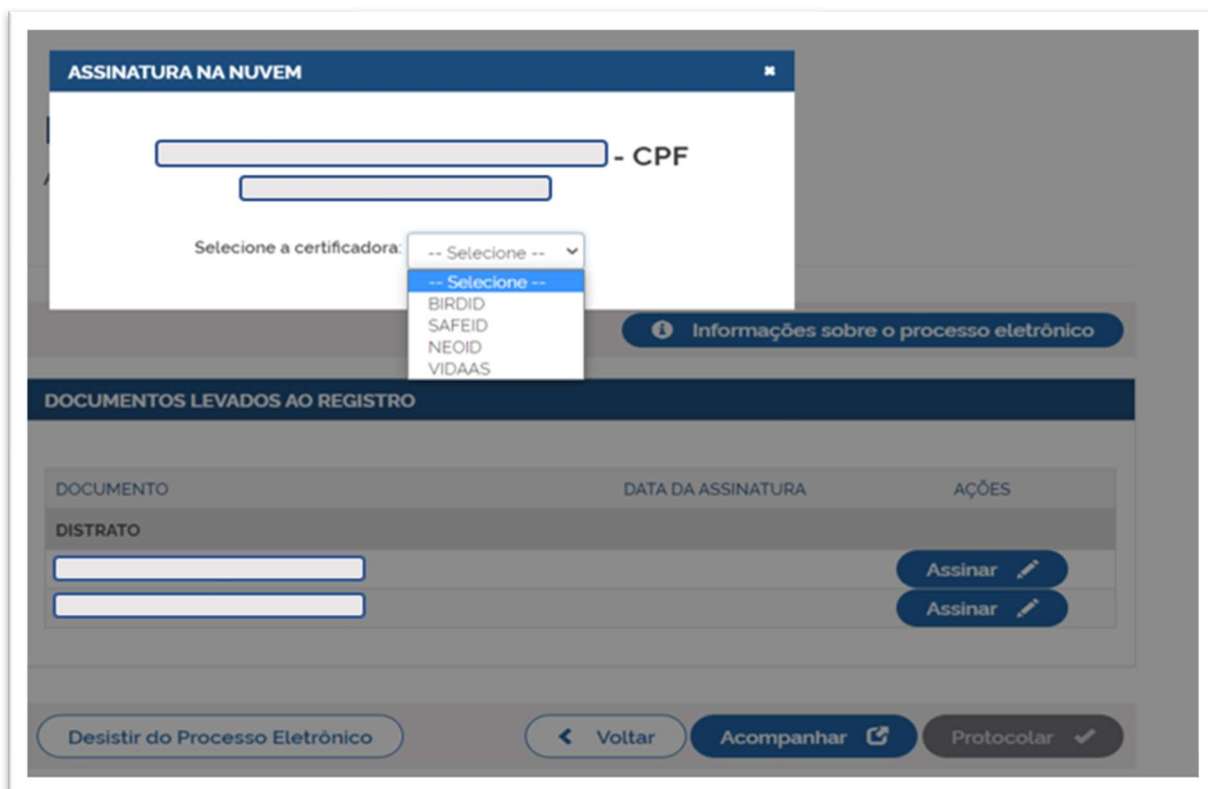 ASSINATURA NA NUVEM
- CPF
Selecione a certificadora: -- Selecione --
-- Selecione --
BIRDID
SAFEID
NEOID
VIDAAS
Informações sobre o processo eletrônico
DOCUMENTOS LEVADOS AO REGISTRO
DOCUMENTO DATA DA ASSINATURA AÇÕES
DISTRATO
Assinar
Assinar
Desistir do Processo Eletrônico Voltar Acompanhar Protocolar